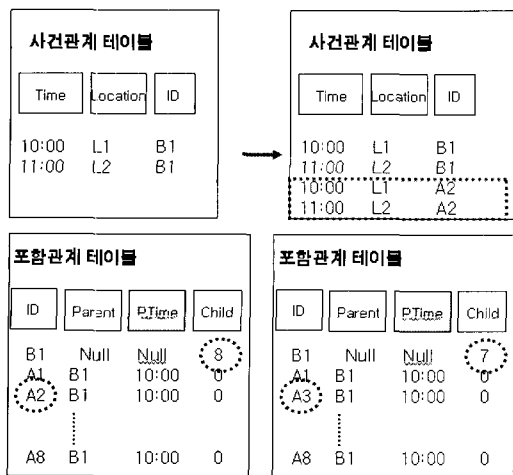 사건관계 테이블
Time Location ID
10:00 L1 B1
11:00 L2 B1
사건관계 테이블
Time Location ID
10:00 L1 B1
11:00 L2 B1
10:00 L1 A2
11:00 L2 A2
포함관계 테이블
ID Parent P.Time Child
B1 Null Null 8
A1 B1 10:00 0
A2 B1 10:00 0
A8 B1 10:00 0
포함관계 테이블
ID Parent P.Time Child
B1 Null Null 7
A1 B1 10:00 0
A3 B1 10:00 0
A8 B1 10:00 0